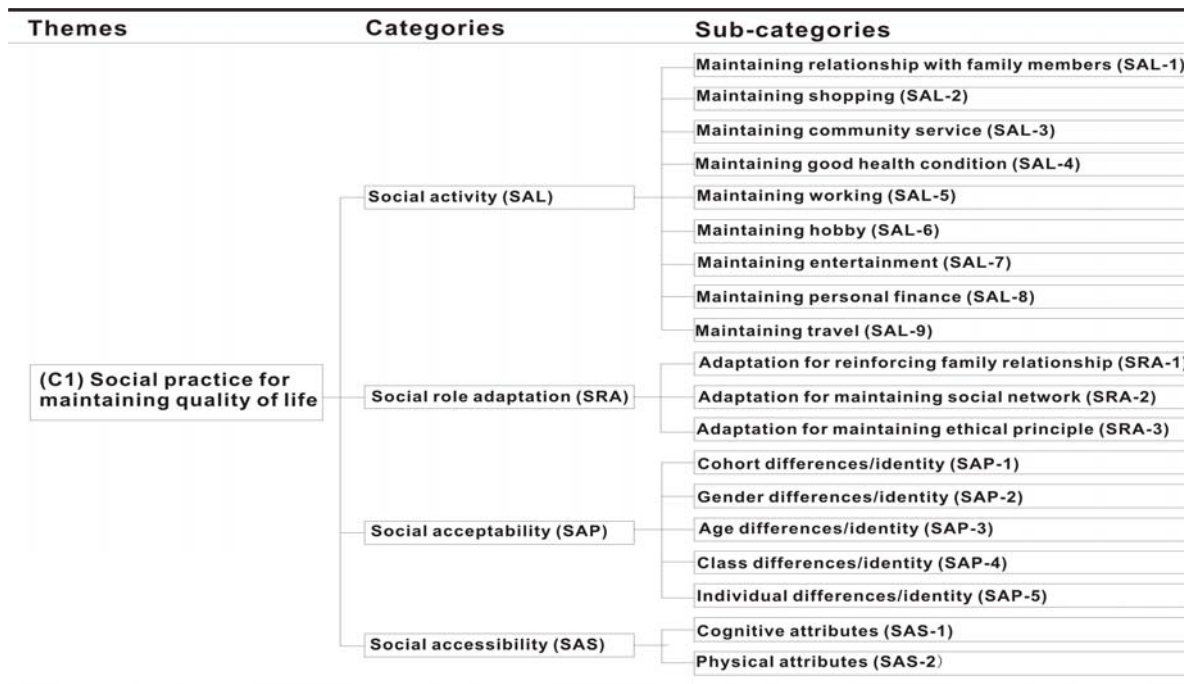 Themes Categories Sub-categories
Maintaining relationship with family members (SAL-1)
Maintaining shopping (SAL-2)
Maintaining community service (SAL-3)
Maintaining good health condition (SAL-4)
Social activity (SAL)
Maintaining working (SAL-5)
Maintaining hobby (SAL-6)
Maintaining entertainment (SAL-7)
Maintaining personal finance (SAL-8)
Maintaining travel (SAL-9)
(C1) Social practice for
maintaining quality of life
Social role adaptation (SRA)
Adaptation for reinforcing family relationship (SRA-1)
Adaptation for maintaining social network (SRA-2)
Adaptation for maintaining ethical principle (SRA-3)
Social acceptability (SAP)
Cohort differences/identity (SAP-1)
Gender differences/identity (SAP-2)
Age differences/identity (SAP-3)
Class differences/identity (SAP-4)
Individual differences/identity (SAP-5)
Social accessibility (SAS)
Cognitive attributes (SAS-1)
Physical attributes (SAS-2）